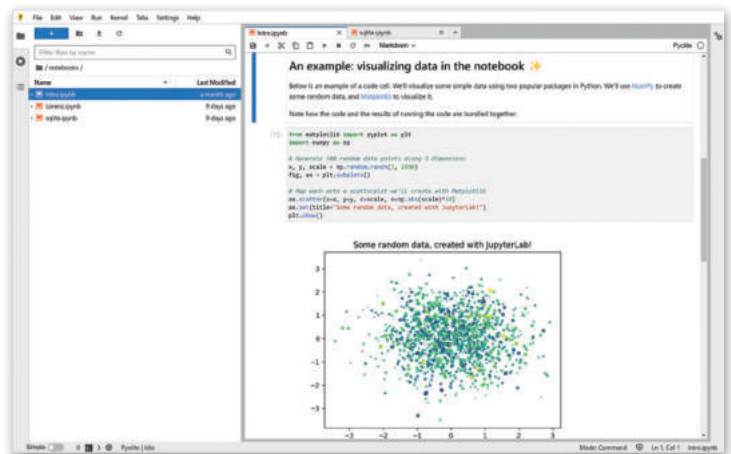 File Edit View Run Kernel Tabs Settings Help
Filter files by name
/ notebooks /
Name Last Modified
Intro.ipynb a month ago
Lorenz.ipynb 9 days ago
sqlite.ipynb 9 days ago
Intro.ipynb sqlite.ipynb
Markdown Pyolite
An example: visualizing data in the notebook ✨
Below is an example of a code cell. We'll visualize some simple data using two popular packages in Python. We'll use NumPy to create
some random data, and Matplotlib to visualize it.
Note how the code and the results of running the code are bundled together.
from matplotlib import pyplot as plt
import numpy as np
# Generate 100 random data points along 3 dimensions
x, y, scale = np.random.randn(3, 1000)
fig, ax = plt.subplots()
# Map each onto a scatterplot we'll create with Matplotlib
ax.scatter(x=x, y=y, c=scale, s=np.abs(scale)*10)
ax.set(title="Some random data, created with JupyterLab!")
plt.show()
Some random data, created with JupyterLab!
3
2
1
0
−1
−2
−3
−3 −2 −1 0 1 2 3
Simple Pyolite | Idle Mode: Command Ln 1, Col 1 Intro.ipynb